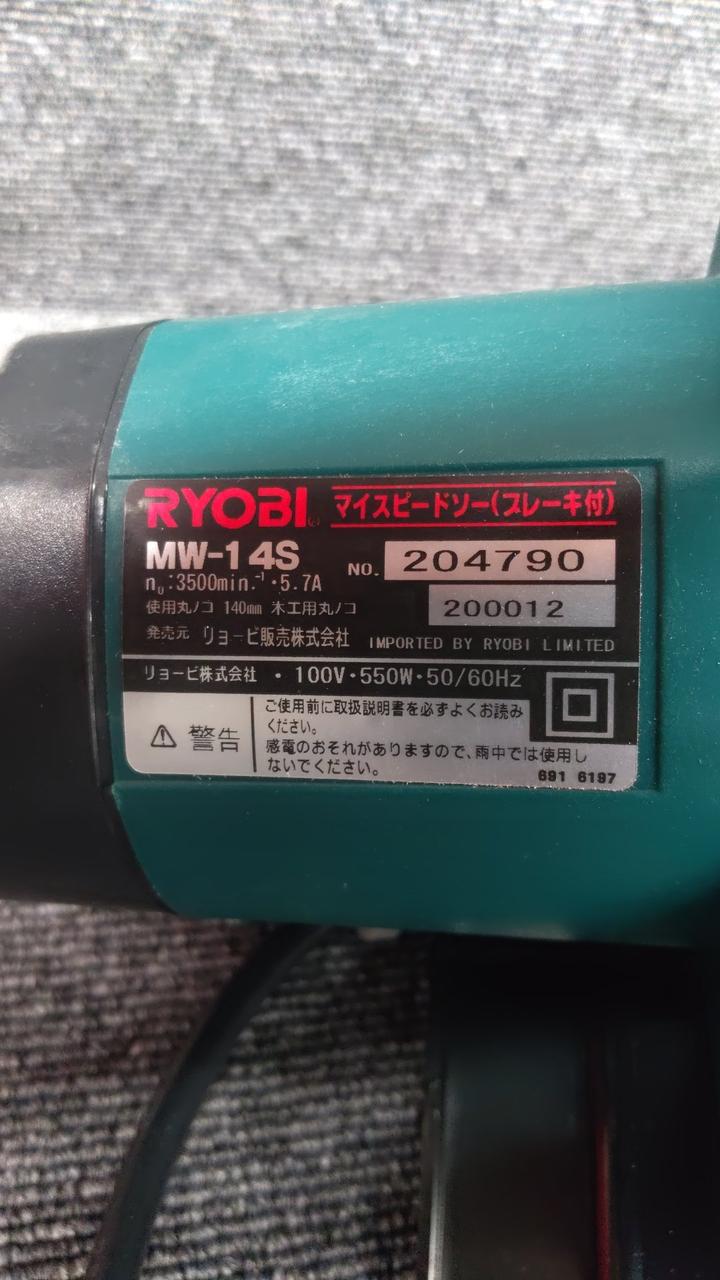 RYOBI® マイスピードソー(ブレーキ付)
MW-14S NO. 204790
n₀:3500min.⁻¹・5.7A
使用丸ノコ 140mm 木工用丸ノコ 200012
発売元 リョービ販売株式会社 IMPORTED BY RYOBI LIMITED
リョービ株式会社 ・ 100V・550W・50/60Hz
⚠ 警告
ご使用前に取扱説明書を必ずよくお読み
ください。
感電のおそれがありますので、雨中では使用し
ないでください。
691 6197